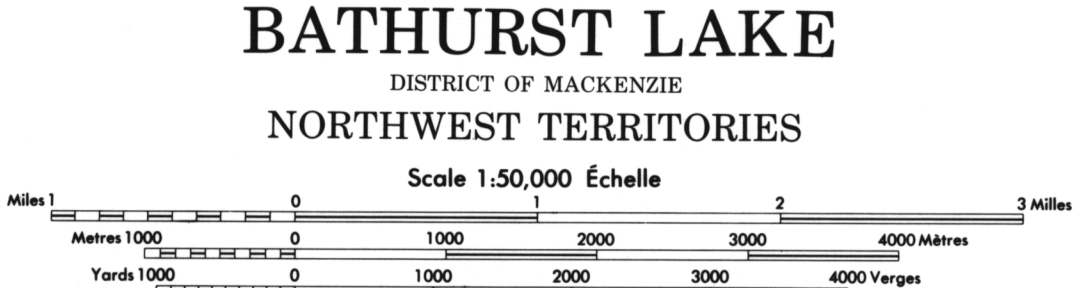 BATHURST LAKE
DISTRICT OF MACKENZIE
NORTHWEST TERRITORIES
Scale 1:50,000 Échelle
Miles 1 0 1 2 3 Milles
Metres 1000 0 1000 2000 3000 4000 Mètres
Yards 1000 0 1000 2000 3000 4000 Verges